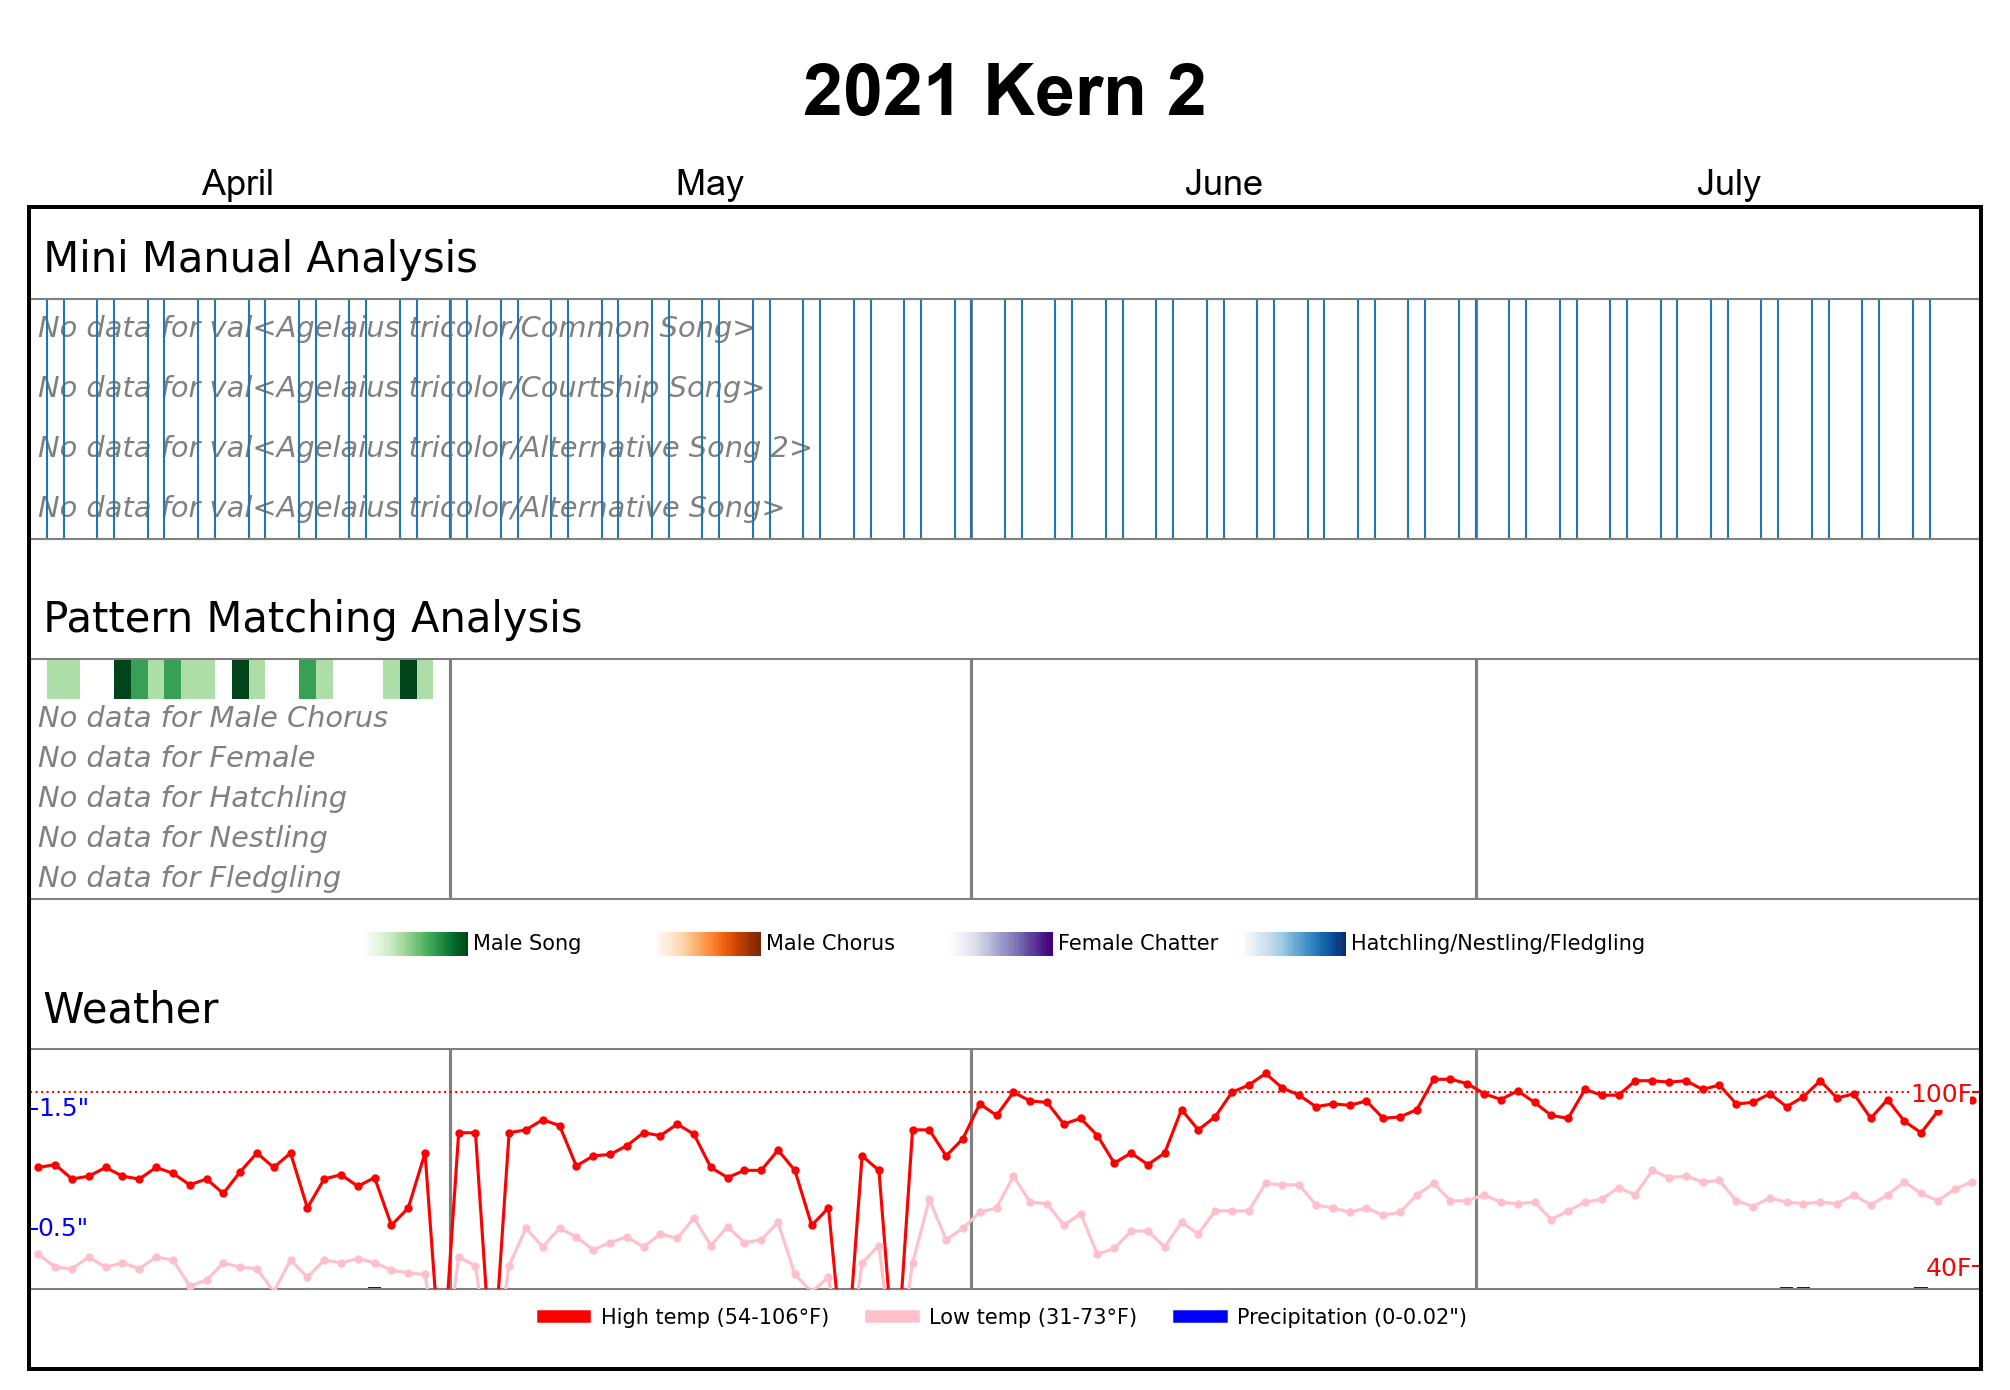 2021 Kern 2
April May June July
Mini Manual Analysis
No data for val<Agelaius tricolor/Common Song>
No data for val<Agelaius tricolor/Courtship Song>
No data for val<Agelaius tricolor/Alternative Song 2>
No data for val<Agelaius tricolor/Alternative Song>
Pattern Matching Analysis
No data for Male Chorus
No data for Female
No data for Hatchling
No data for Nestling
No data for Fledgling
Male Song Male Chorus Female Chatter Hatchling/Nestling/Fledgling
Weather
100F
1.5"
0.5"
40F
High temp (54-106°F) Low temp (31-73°F) Precipitation (0-0.02")